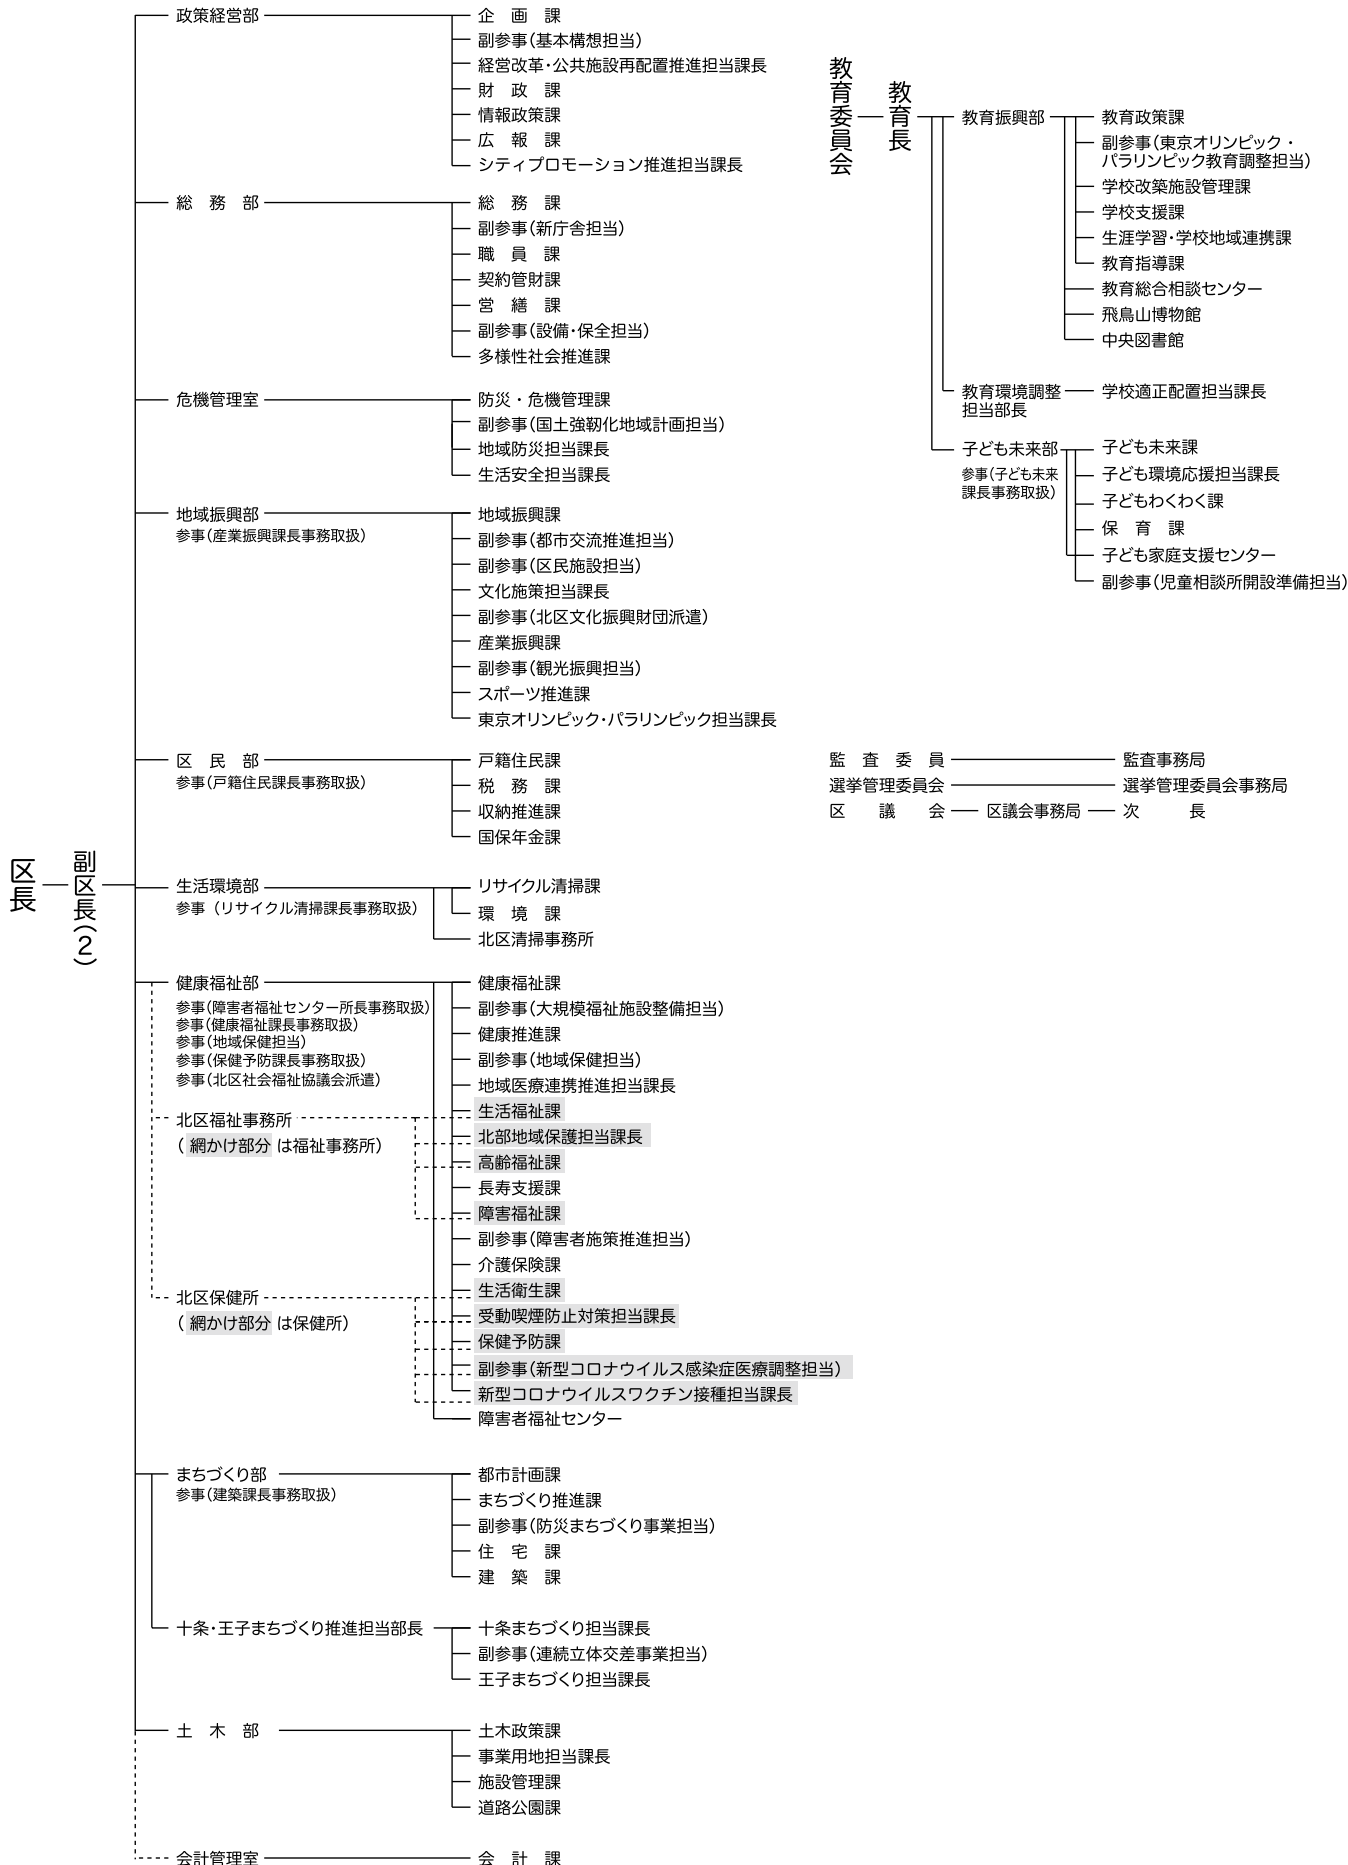 区長
副区長(2)
政策経営部
企　画　課
副参事(基本構想担当)
経営改革・公共施設再配置推進担当課長
財　政　課
情報政策課
広　報　課
シティプロモーション推進担当課長
総　務　部
総　務　課
副参事(新庁舎担当)
職　員　課
契約管財課
営　繕　課
副参事(設備・保全担当)
多様性社会推進課
危機管理室
防災・危機管理課
副参事(国土強靭化地域計画担当)
地域防災担当課長
生活安全担当課長
地域振興部
参事(産業振興課長事務取扱)
地域振興課
副参事(都市交流推進担当)
副参事(区民施設担当)
文化施策担当課長
副参事(北区文化振興財団派遣)
産業振興課
副参事(観光振興担当)
スポーツ推進課
東京オリンピック・パラリンピック担当課長
区　民　部
参事(戸籍住民課長事務取扱)
戸籍住民課
税　務　課
収納推進課
国保年金課
生活環境部
参事（リサイクル清掃課長事務取扱)
リサイクル清掃課
環　境　課
北区清掃事務所
健康福祉部
参事(障害者福祉センター所長事務取扱)
参事(健康福祉課長事務取扱)
参事(地域保健担当)
参事(保健予防課長事務取扱)
参事(北区社会福祉協議会派遣)
北区福祉事務所
(網かけ部分 は福祉事務所)
北区保健所
(網かけ部分 は保健所)
健康福祉課
副参事(大規模福祉施設整備担当)
健康推進課
副参事(地域保健担当)
地域医療連携推進担当課長
生活福祉課
北部地域保護担当課長
高齢福祉課
長寿支援課
障害福祉課
副参事(障害者施策推進担当)
介護保険課
生活衛生課
受動喫煙防止対策担当課長
保健予防課
副参事(新型コロナウイルス感染症医療調整担当)
新型コロナウイルスワクチン接種担当課長
障害者福祉センター
まちづくり部
参事(建築課長事務取扱)
都市計画課
まちづくり推進課
副参事(防災まちづくり事業担当)
住　宅　課
建　築　課
十条・王子まちづくり推進担当部長
十条まちづくり担当課長
副参事(連続立体交差事業担当)
王子まちづくり担当課長
土　木　部
土木政策課
事業用地担当課長
施設管理課
道路公園課
会計管理室
会　計　課
教育委員会
教育長
教育振興部
教育政策課
副参事(東京オリンピック・
パラリンピック教育調整担当)
学校改築施設管理課
学校支援課
生涯学習・学校地域連携課
教育指導課
教育総合相談センター
飛鳥山博物館
中央図書館
教育環境調整
担当部長
学校適正配置担当課長
子ども未来部
参事(子ども未来
課長事務取扱)
子ども未来課
子ども環境応援担当課長
子どもわくわく課
保　育　課
子ども家庭支援センター
副参事(児童相談所開設準備担当)
監　査　委　員
監査事務局
選挙管理委員会
選挙管理委員会事務局
区　　議　　会
区議会事務局
次　　　長